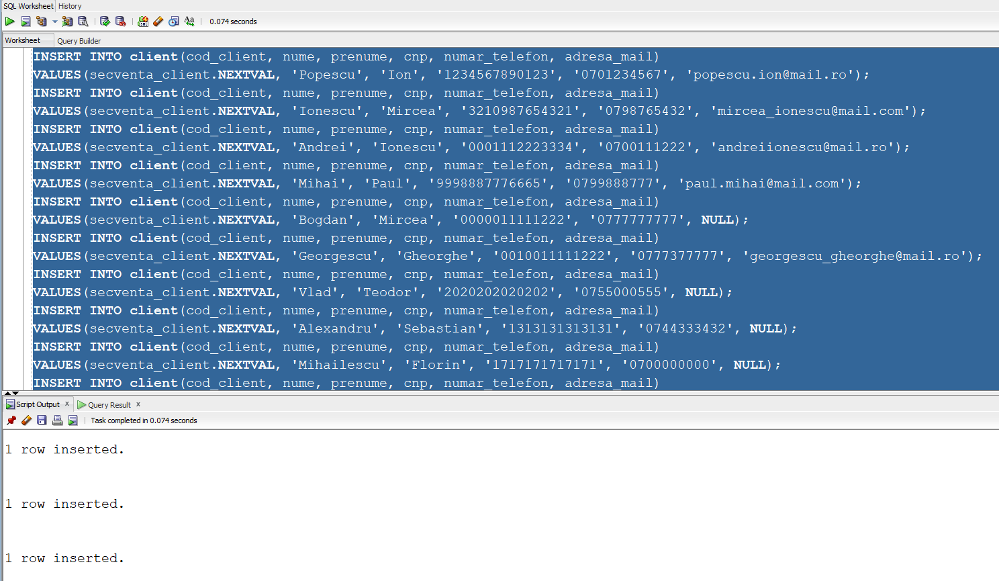 SQL Worksheet History
0.074 seconds
Worksheet Query Builder
INSERT INTO client(cod_client, nume, prenume, cnp, numar_telefon, adresa_mail)
VALUES(secventa_client.NEXTVAL, 'Popescu', 'Ion', '1234567890123', '0701234567', 'popescu.ion@mail.ro');
INSERT INTO client(cod_client, nume, prenume, cnp, numar_telefon, adresa_mail)
VALUES(secventa_client.NEXTVAL, 'Ionescu', 'Mircea', '3210987654321', '0798765432', 'mircea_ionescu@mail.com');
INSERT INTO client(cod_client, nume, prenume, cnp, numar_telefon, adresa_mail)
VALUES(secventa_client.NEXTVAL, 'Andrei', 'Ionescu', '0001112223334', '0700111222', 'andreiionescu@mail.ro');
INSERT INTO client(cod_client, nume, prenume, cnp, numar_telefon, adresa_mail)
VALUES(secventa_client.NEXTVAL, 'Mihai', 'Paul', '9998887776665', '0799888777', 'paul.mihai@mail.com');
INSERT INTO client(cod_client, nume, prenume, cnp, numar_telefon, adresa_mail)
VALUES(secventa_client.NEXTVAL, 'Bogdan', 'Mircea', '0000011111222', '0777777777', NULL);
INSERT INTO client(cod_client, nume, prenume, cnp, numar_telefon, adresa_mail)
VALUES(secventa_client.NEXTVAL, 'Georgescu', 'Gheorghe', '0010011111222', '0777377777', 'georgescu_gheorghe@mail.ro');
INSERT INTO client(cod_client, nume, prenume, cnp, numar_telefon, adresa_mail)
VALUES(secventa_client.NEXTVAL, 'Vlad', 'Teodor', '2020202020202', '0755000555', NULL);
INSERT INTO client(cod_client, nume, prenume, cnp, numar_telefon, adresa_mail)
VALUES(secventa_client.NEXTVAL, 'Alexandru', 'Sebastian', '1313131313131', '0744333432', NULL);
INSERT INTO client(cod_client, nume, prenume, cnp, numar_telefon, adresa_mail)
VALUES(secventa_client.NEXTVAL, 'Mihailescu', 'Florin', '1717171717171', '0700000000', NULL);
INSERT INTO client(cod_client, nume, prenume, cnp, numar_telefon, adresa_mail)
Script Output x Query Result x
Task completed in 0.074 seconds
1 row inserted.
1 row inserted.
1 row inserted.